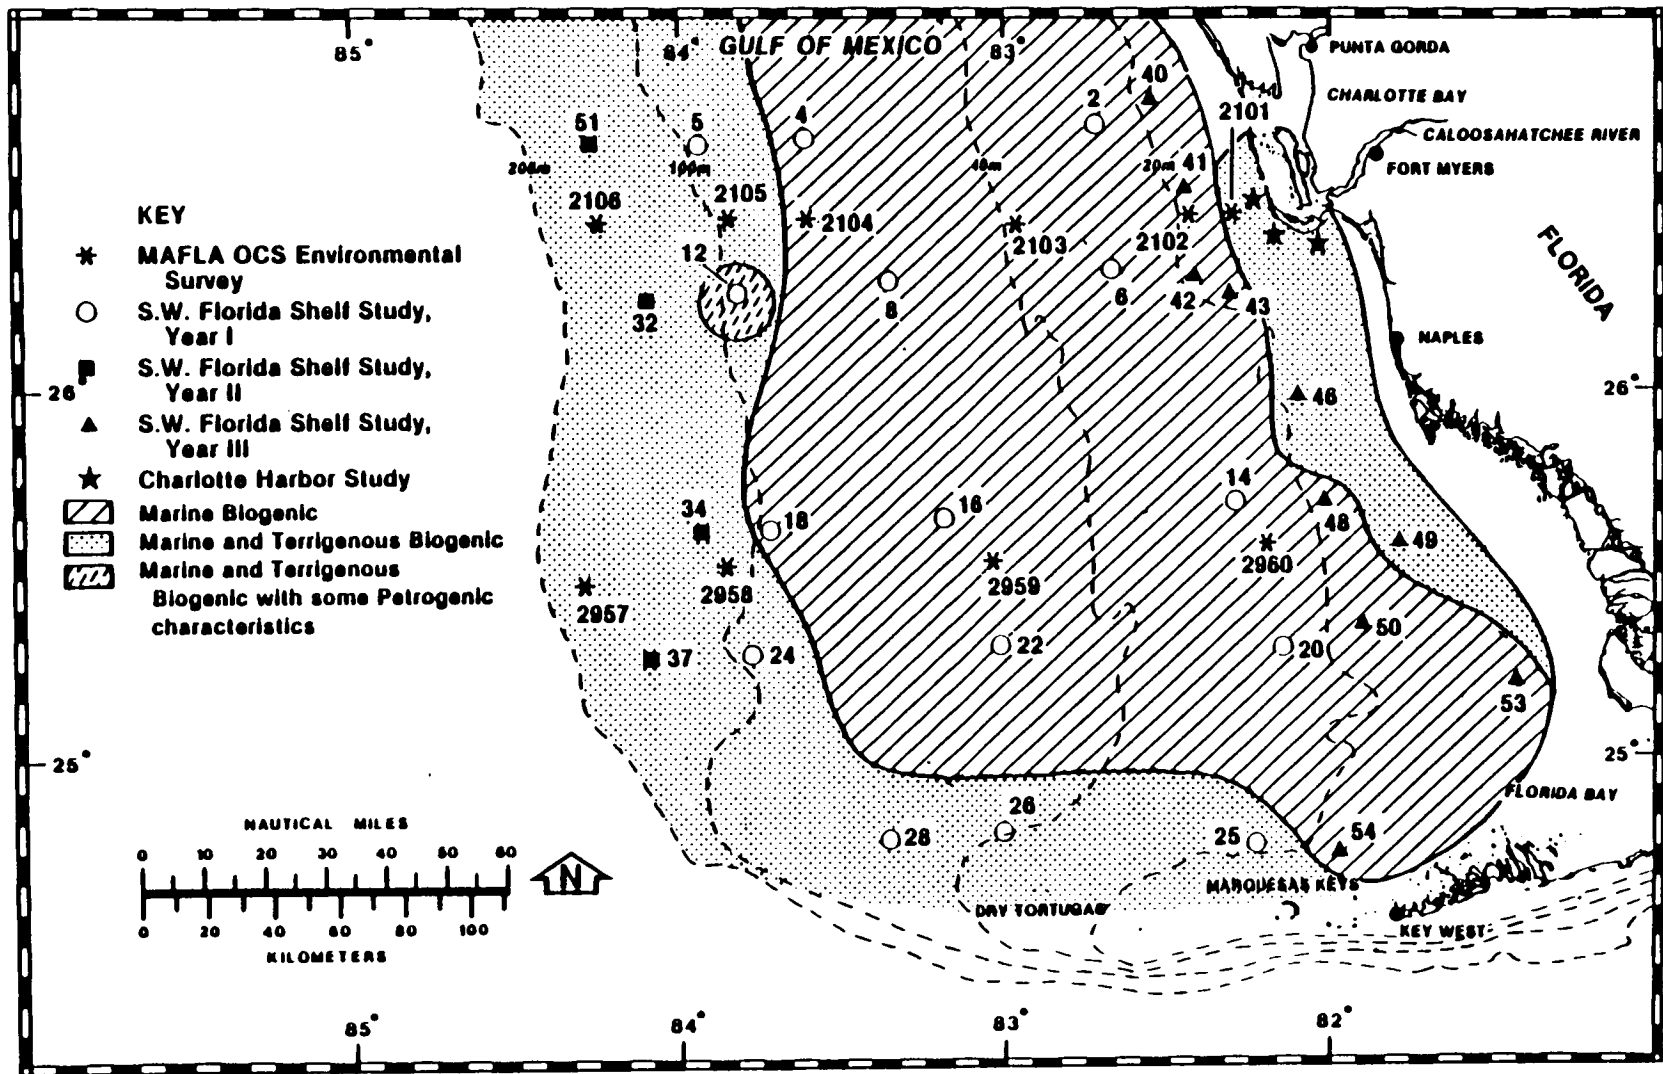 85°
84°
GULF OF MEXICO
83°
PUNTA GORDA
CHARLOTTE BAY
CALOOSAHATCHEE RIVER
FORT MYERS
FLORIDA
NAPLES
40
2
2101
51
5
4
200m
100m
40m
20m
41
2106
2105
2104
2103
2102
12
32
8
6
42
43
KEY
MAFLA OCS Environmental
Survey
S.W. Florida Shelf Study,
Year I
S.W. Florida Shelf Study,
Year II
S.W. Florida Shelf Study,
Year III
Charlotte Harbor Study
Marine Biogenic
Marine and Terrigenous Biogenic
Marine and Terrigenous
Biogenic with some Petrogenic
characteristics
26°
26°
46
34
18
16
14
48
49
2957
2958
2959
2960
50
37
24
22
20
53
25°
25°
FLORIDA BAY
28
26
25
54
MARQUESAS KEYS
DRY TORTUGAS
KEY WEST
NAUTICAL MILES
0 10 20 30 40 50 60
N
0 20 40 60 80 100
KILOMETERS
85°
84°
83°
82°